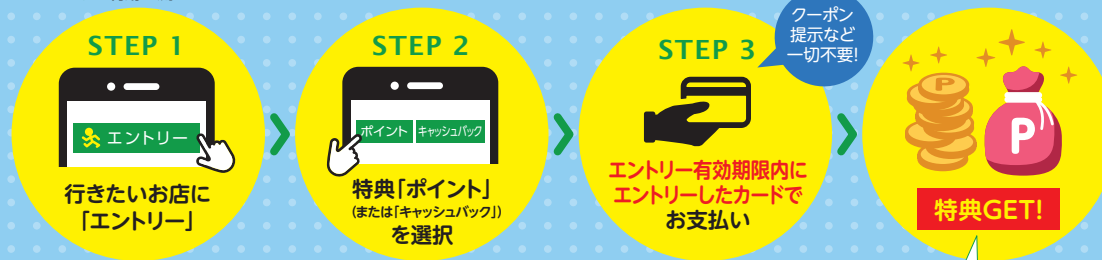 STEP 1
エントリー
行きたいお店に
「エントリー」
STEP 2
ポイント キャッシュバック
特典「ポイント」
(または「キャッシュバック」)
を選択
STEP 3
クーポン
提示など
一切不要!
エントリー有効期限内に
エントリーしたカードで
お支払い
P
P
特典GET!